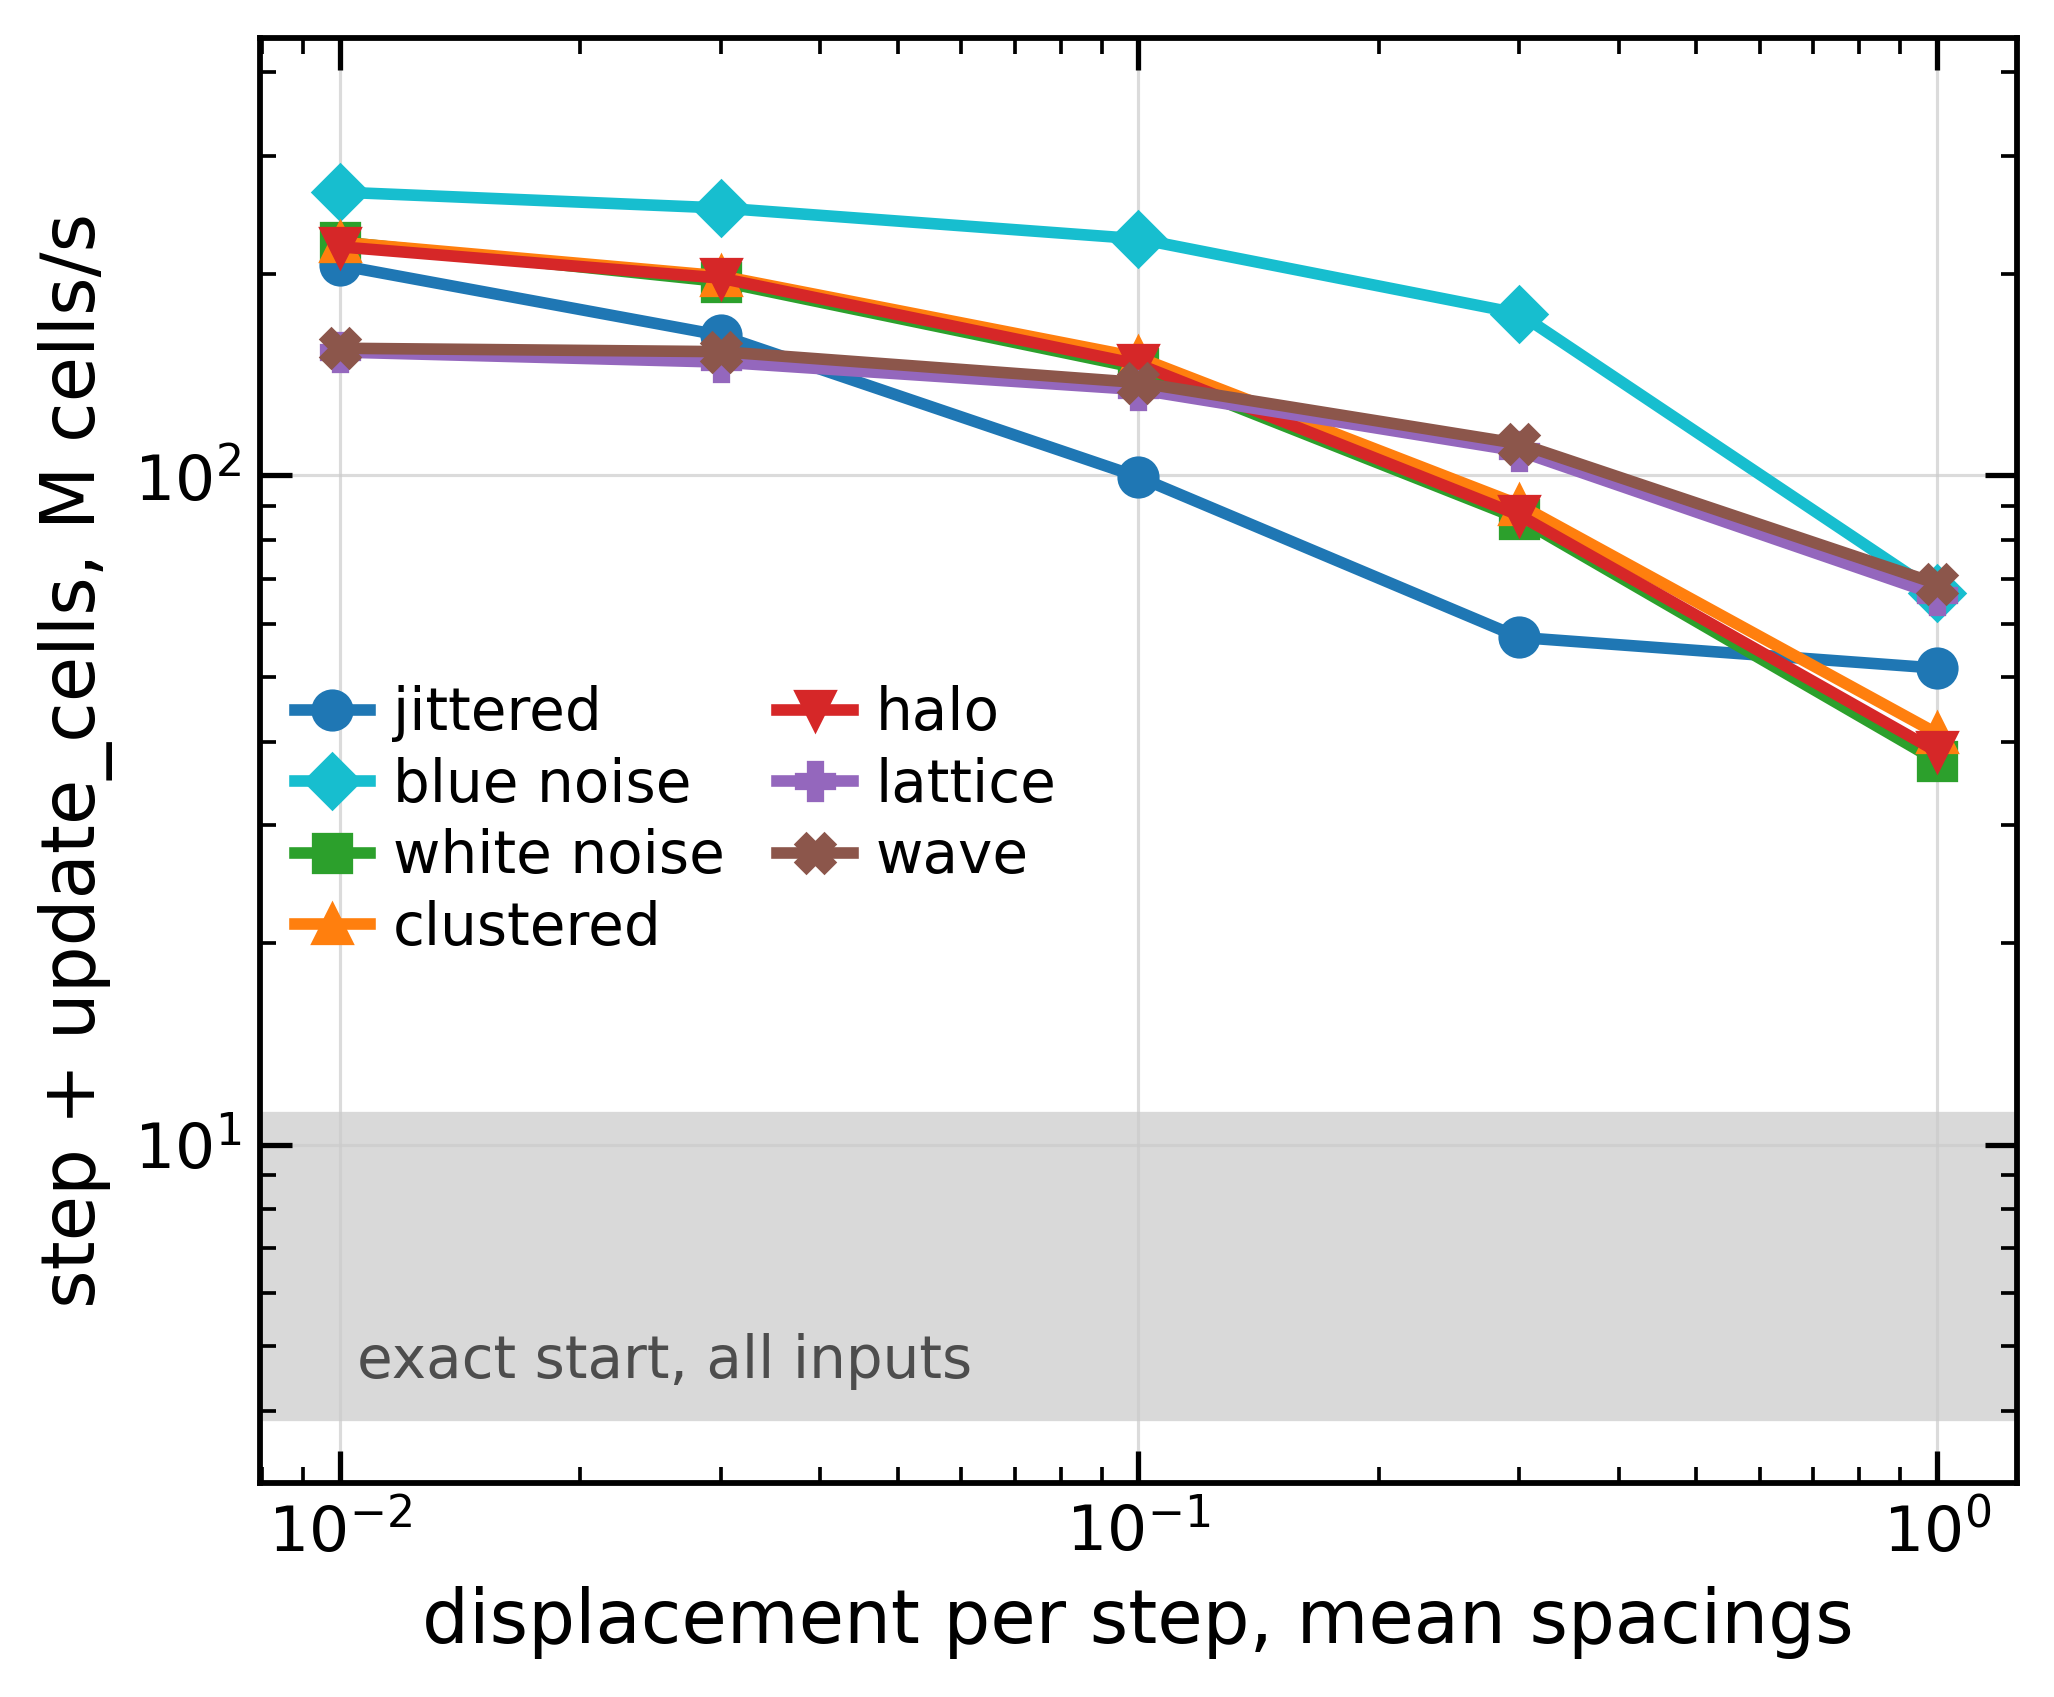 step + update_cells, M cells/s
10²
10¹
jittered
blue noise
white noise
clustered
halo
lattice
wave
exact start, all inputs
10⁻²
10⁻¹
10⁰
displacement per step, mean spacings